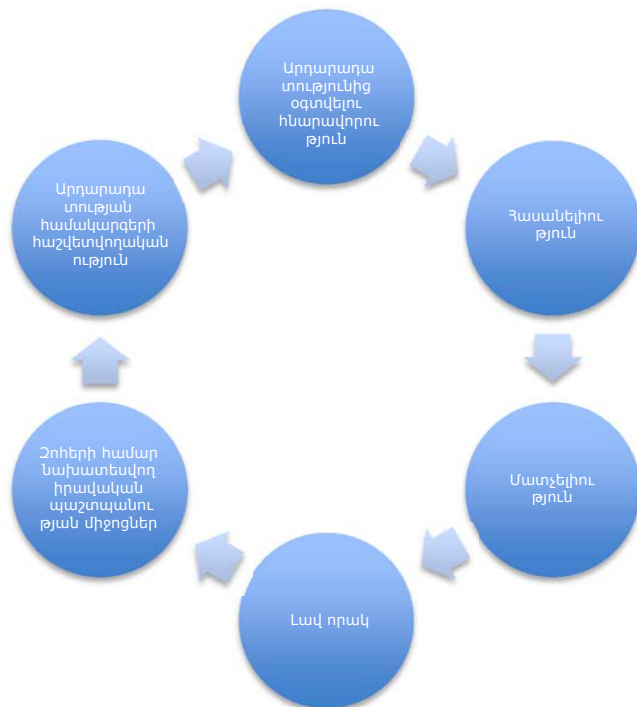 Արդարադա
տությունից
օգտվելու
հնարավորու
թյուն
Հասանելիու
թյուն
Մատչելիու
թյուն
Լավ որակ
Զոհերի համար
նախատեսվող
իրավական
պաշտպանու
թյան միջոցներ
Արդարադա
տության
համակարգերի
հաշվետվողական
ություն